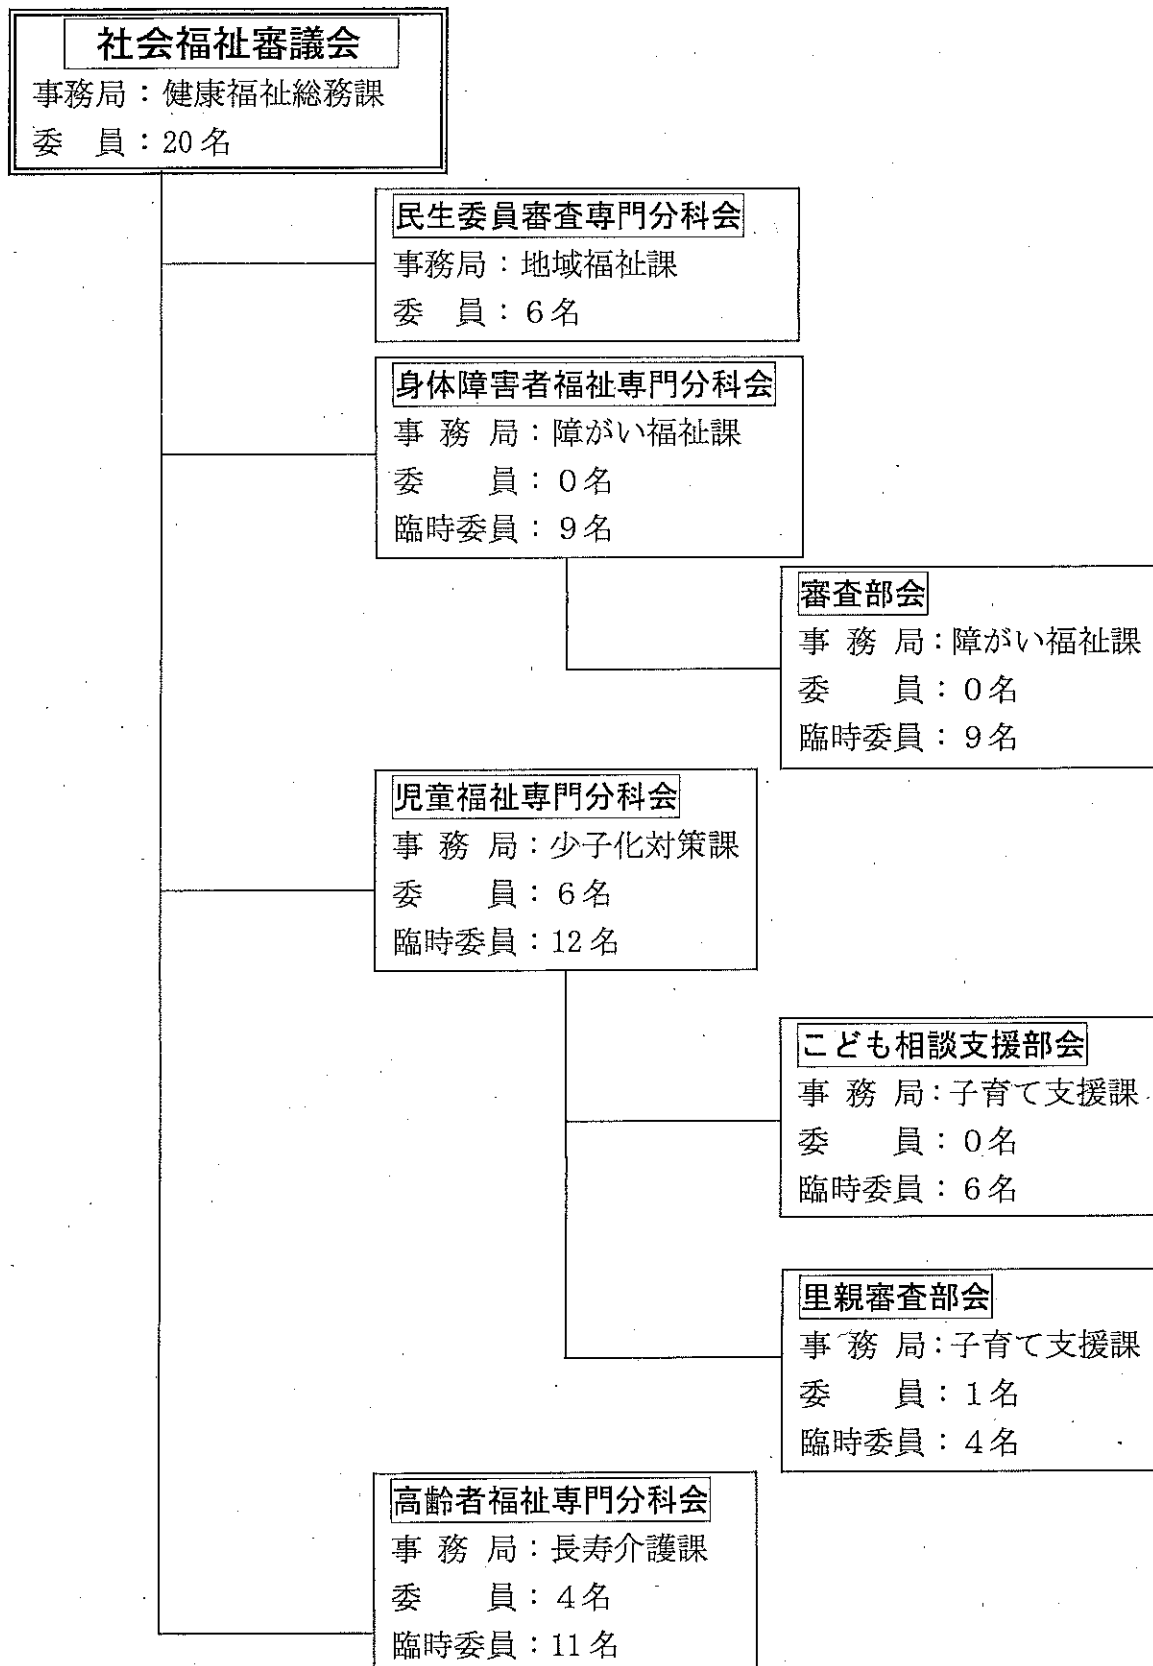 社会福祉審議会
事務局：健康福祉総務課
委　員：20名
民生委員審査専門分科会
事務局：地域福祉課
委　員：６名
身体障害者福祉専門分科会
事 務 局：障がい福祉課
委　　員：０名
臨時委員：９名
審査部会
事 務 局：障がい福祉課
委　　員：０名
臨時委員：９名
児童福祉専門分科会
事 務 局：少子化対策課
委　　員：６名
臨時委員：12名
こども相談支援部会
事 務 局：子育て支援課
委　　員：０名
臨時委員：６名
里親審査部会
事 務 局：子育て支援課
委　　員：１名
臨時委員：４名
高齢者福祉専門分科会
事 務 局：長寿介護課
委　　員：４名
臨時委員：11名